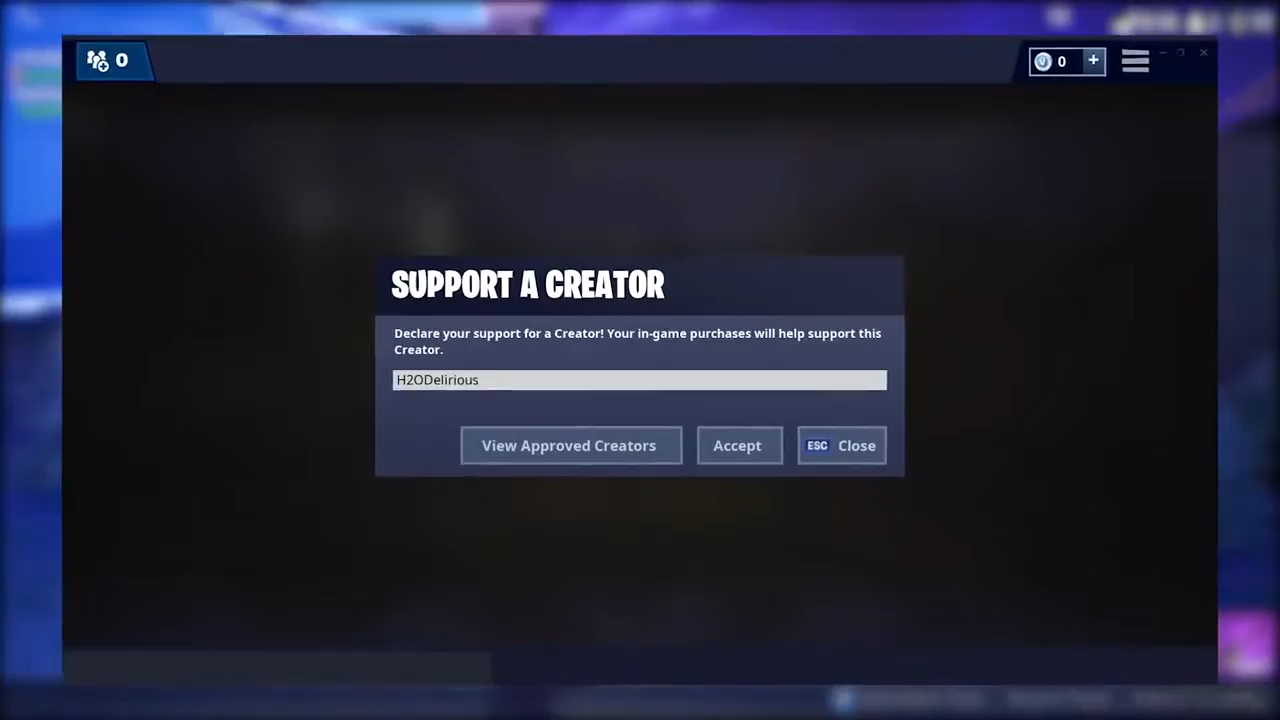 0
0 +
SUPPORT A CREATOR
Declare your support for a Creator! Your in-game purchases will help support this
Creator.
H2ODelirious
View Approved Creators
Accept
ESC Close